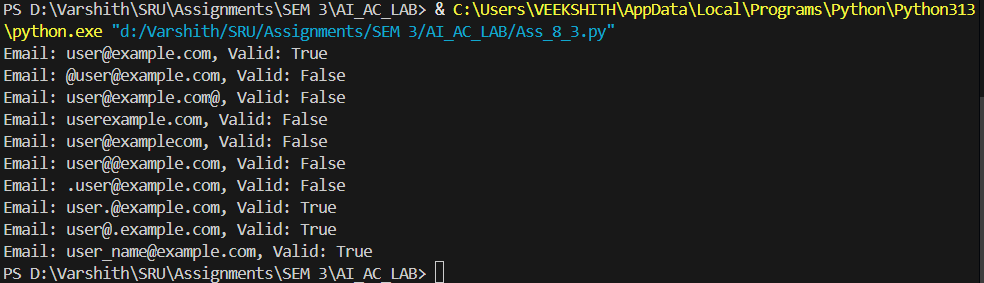 PS D:\Varshith\SRU\Assignments\SEM 3\AI_AC_LAB> & C:\Users\VEEKSHITH\AppData\Local\Programs\Python\Python313
\python.exe "d:/Varshith/SRU/Assignments/SEM 3/AI_AC_LAB/Ass_8_3.py"
Email: user@example.com, Valid: True
Email: @user@example.com, Valid: False
Email: user@example.com@, Valid: False
Email: userexample.com, Valid: False
Email: user@examplecom, Valid: False
Email: user@@example.com, Valid: False
Email: .user@example.com, Valid: False
Email: user.@example.com, Valid: True
Email: user@.example.com, Valid: True
Email: user_name@example.com, Valid: True
PS D:\Varshith\SRU\Assignments\SEM 3\AI_AC_LAB>